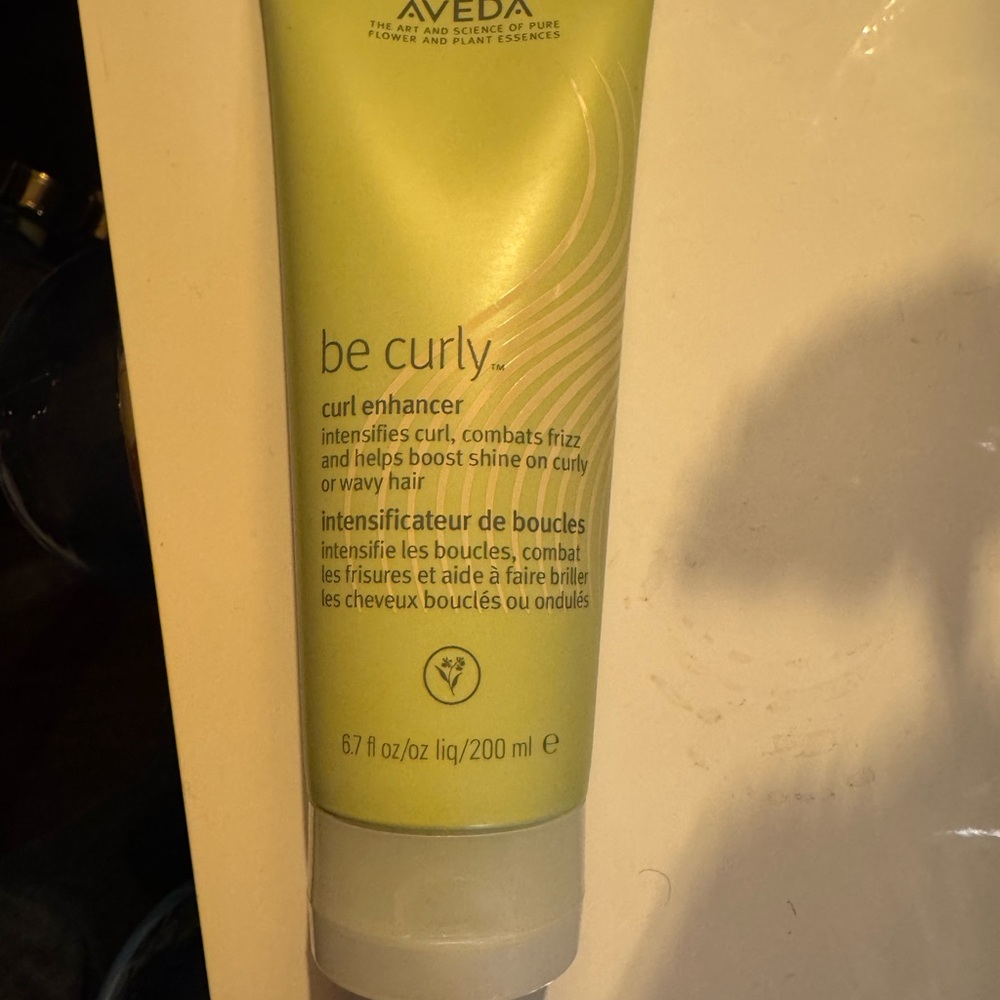 AVEDA
THE ART AND SCIENCE OF PURE
FLOWER AND PLANT ESSENCES
be curly™
curl enhancer
intensifies curl, combats frizz
and helps boost shine on curly
or wavy hair
intensificateur de boucles
intensifie les boucles, combat
les frisures et aide à faire briller
les cheveux bouclés ou ondulés
6.7 fl oz/oz liq/200 ml ℮